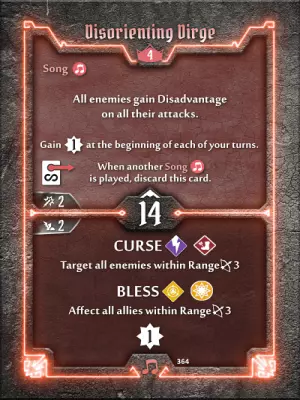 Disorienting Dirge
4
Song
All enemies gain Disadvantage
on all their attacks.
Gain 1 at the beginning of each of your turns.
When another Song
is played, discard this card.
2
14
2
CURSE
Target all enemies within Range 3
BLESS
Affect all allies within Range 3
1
364